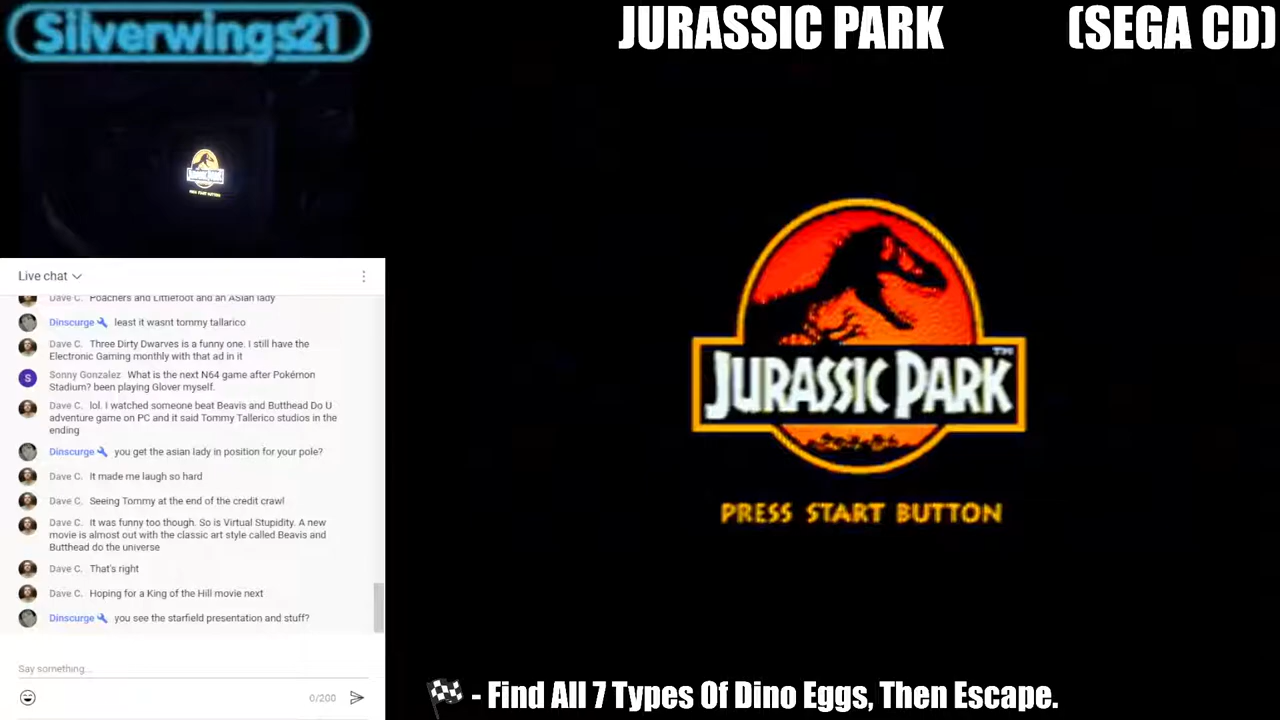 Silverwings21
JURASSIC PARK (SEGA CD)
JURASSIC PARK
PRESS START BUTTON
Live chat
Dave C. Poachers and Littlefoot and an ASian lady
Dinscurge least it wasnt tommy tallarico
Dave C. Three Dirty Dwarves is a funny one. I still have the
Electronic Gaming monthly with that ad in it
S
Sonny Gonzalez What is the next N64 game after Pokémon
Stadium? been playing Glover myself.
Dave C. lol. I watched someone beat Beavis and Butthead Do U
adventure game on PC and it said Tommy Tallerico studios in the
ending
Dinscurge you get the asian lady in position for your pole?
Dave C. It made me laugh so hard
Dave C. Seeing Tommy at the end of the credit crawl
Dave C. It was funny too though. So is Virtual Stupidity. A new
movie is almost out with the classic art style called Beavis and
Butthead do the universe
Dave C. That's right
Dave C. Hoping for a King of the Hill movie next
Dinscurge you see the starfield presentation and stuff?
Say something...
0/200
JURASSIC PARK™
PRESS START BUTTON
- Find All 7 Types Of Dino Eggs, Then Escape.